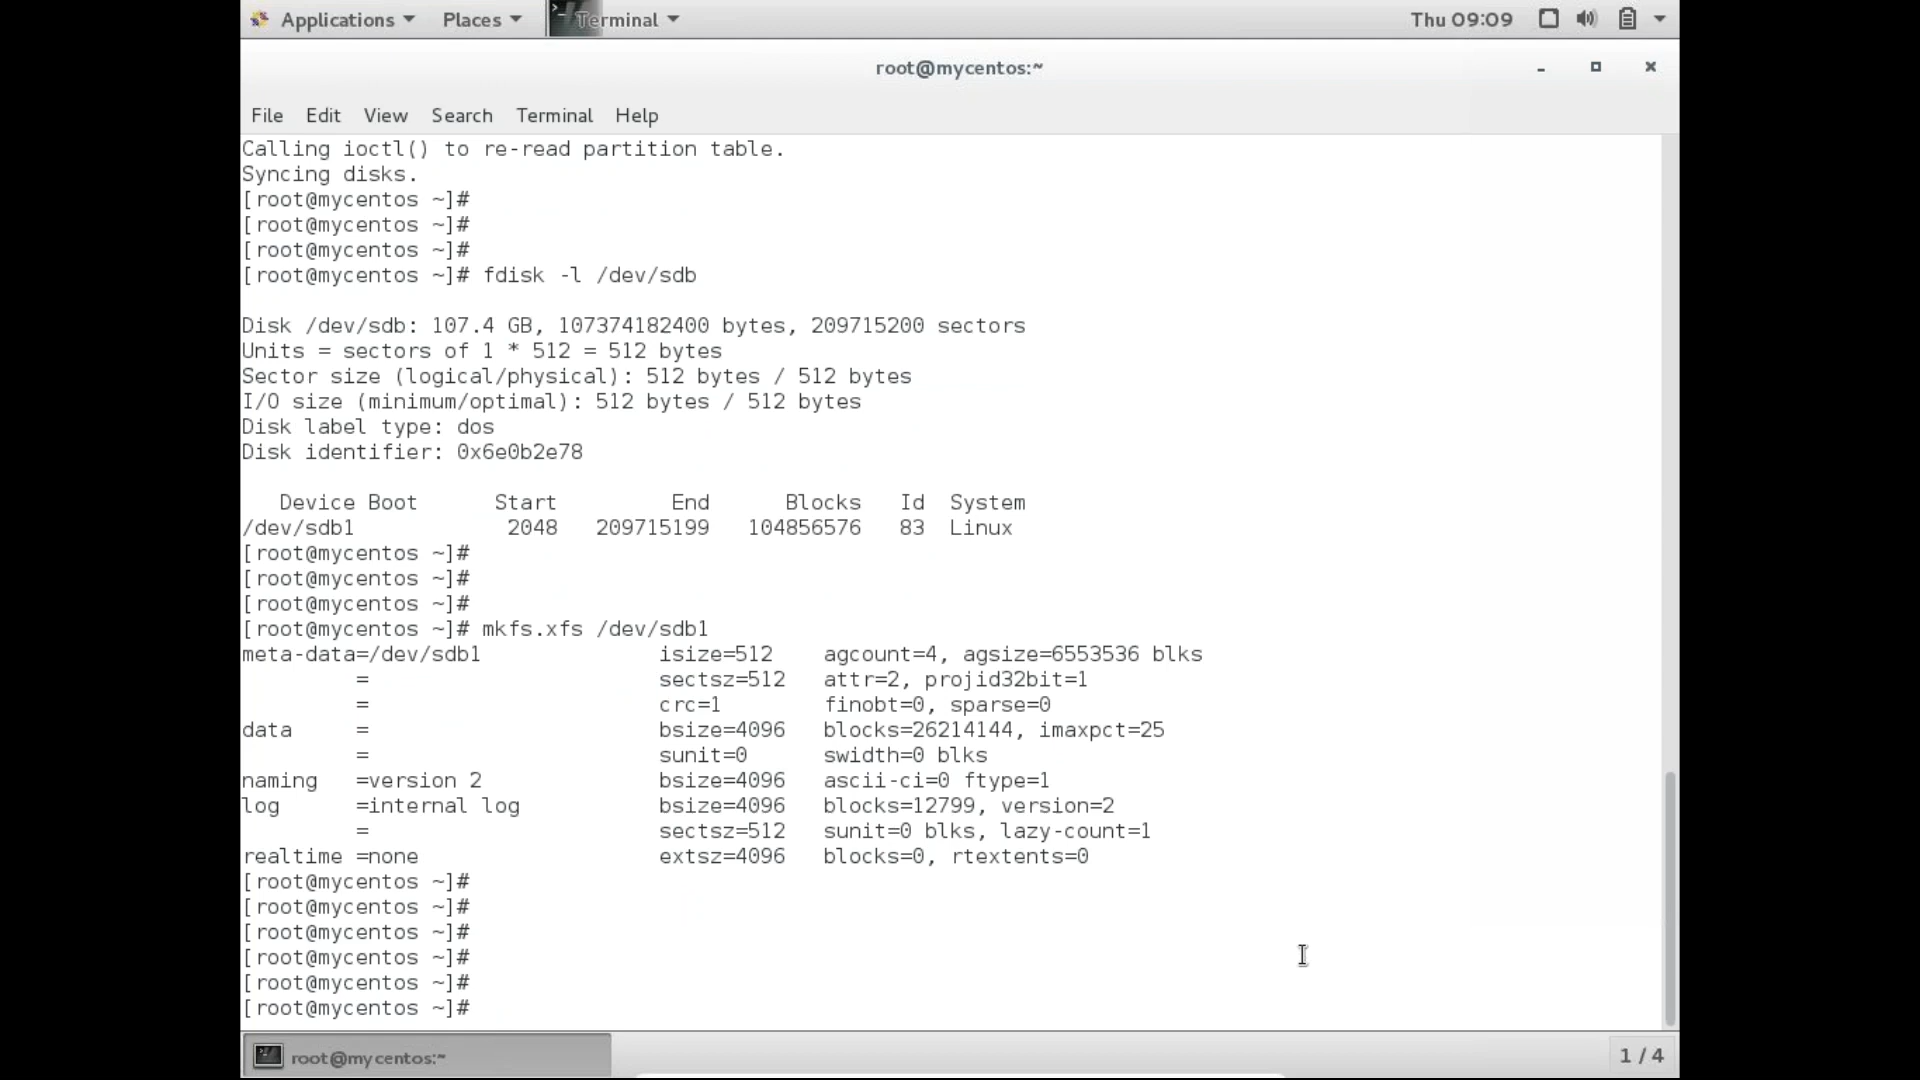 Applications Places Terminal Thu 09:09
root@mycentos:~
File Edit View Search Terminal Help
Calling ioctl() to re-read partition table.
Syncing disks.
[root@mycentos ~]#
[root@mycentos ~]#
[root@mycentos ~]#
[root@mycentos ~]# fdisk -l /dev/sdb
Disk /dev/sdb: 107.4 GB, 107374182400 bytes, 209715200 sectors
Units = sectors of 1 * 512 = 512 bytes
Sector size (logical/physical): 512 bytes / 512 bytes
I/O size (minimum/optimal): 512 bytes / 512 bytes
Disk label type: dos
Disk identifier: 0x6e0b2e78
Device Boot Start End Blocks Id System
/dev/sdb1 2048 209715199 104856576 83 Linux
[root@mycentos ~]#
[root@mycentos ~]#
[root@mycentos ~]#
[root@mycentos ~]# mkfs.xfs /dev/sdb1
meta-data=/dev/sdb1 isize=512 agcount=4, agsize=6553536 blks
= sectsz=512 attr=2, projid32bit=1
= crc=1 finobt=0, sparse=0
data = bsize=4096 blocks=26214144, imaxpct=25
= sunit=0 swidth=0 blks
naming =version 2 bsize=4096 ascii-ci=0 ftype=1
log =internal log bsize=4096 blocks=12799, version=2
= sectsz=512 sunit=0 blks, lazy-count=1
realtime =none extsz=4096 blocks=0, rtextents=0
[root@mycentos ~]#
[root@mycentos ~]#
[root@mycentos ~]#
[root@mycentos ~]#
[root@mycentos ~]#
[root@mycentos ~]#
root@mycentos:~ 1 / 4